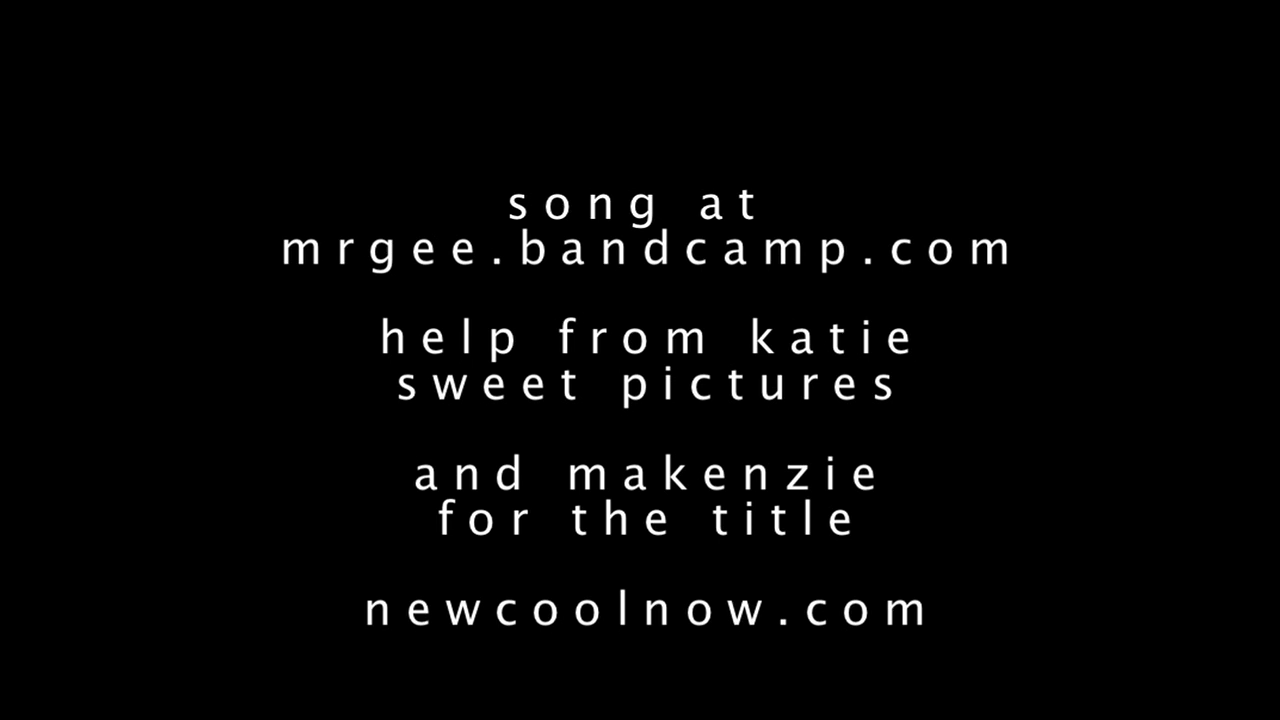 song at
mrgee.bandcamp.com
help from katie
sweet pictures
and makenzie
for the title
newcoolnow.com